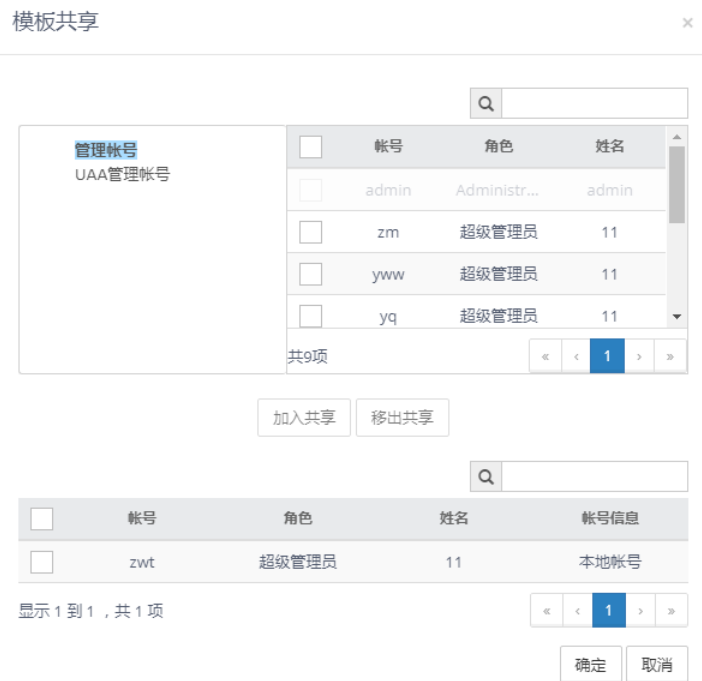 模板共享 ×
管理帐号
UAA管理帐号
帐号 角色 姓名
admin Administr... admin
zm 超级管理员 11
yww 超级管理员 11
yq 超级管理员 11
共9项 « ‹ 1 › »
加入共享 移出共享
帐号 角色 姓名 帐号信息
zwt 超级管理员 11 本地帐号
显示 1 到 1 ，共 1 项 « ‹ 1 › »
确定 取消